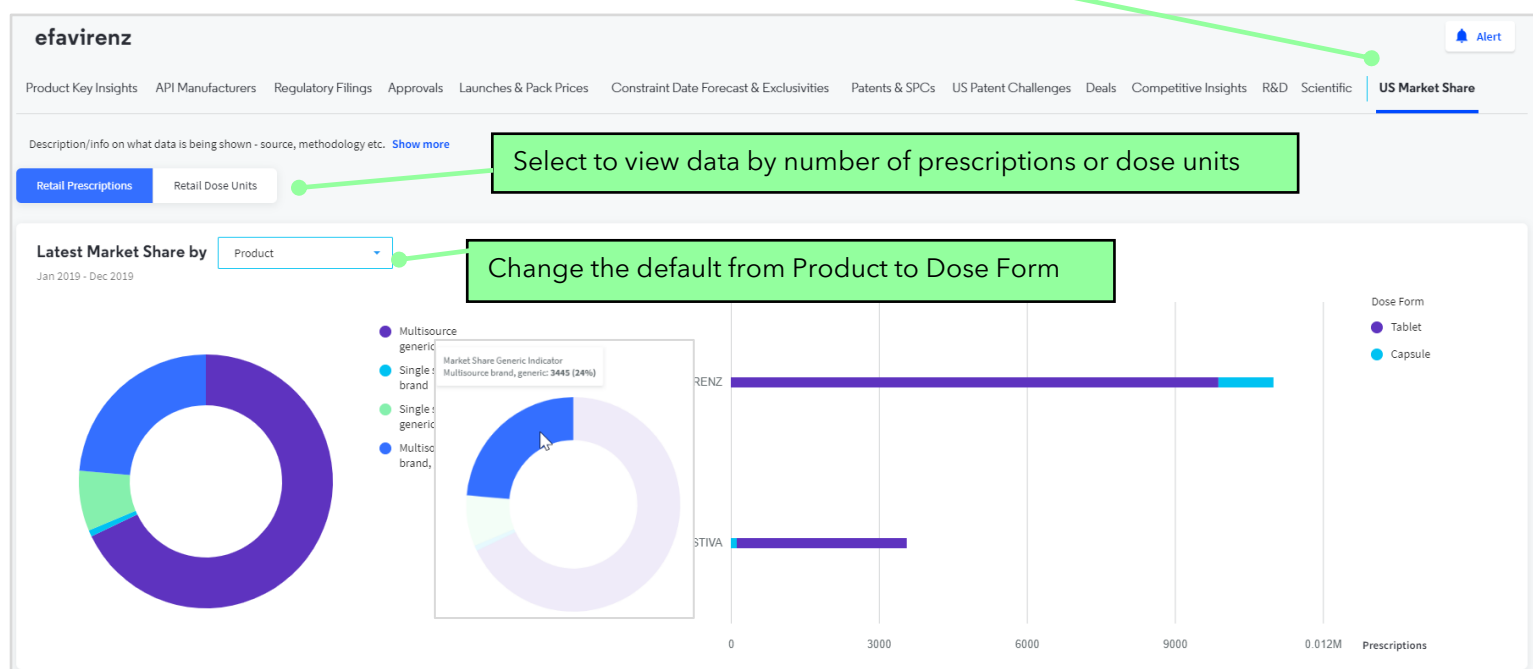 efavirenz
Alert
Product Key Insights API Manufacturers Regulatory Filings Approvals Launches & Pack Prices Constraint Date Forecast & Exclusivities Patents & SPCs US Patent Challenges Deals Competitive Insights R&D Scientific US Market Share
Description/info on what data is being shown - source, methodology etc. Show more
Select to view data by number of prescriptions or dose units
Retail Prescriptions Retail Dose Units
Latest Market Share by Product
Jan 2019 - Dec 2019
Change the default from Product to Dose Form
Multisource
generic
Single
brand
Single
generic
brand,
Market Share Generic Indicator
Multisource brand, generic: 3445 (24%)
RENZ
STIVA
Dose Form
Tablet
Capsule
0 3000 6000 9000 0.012M Prescriptions